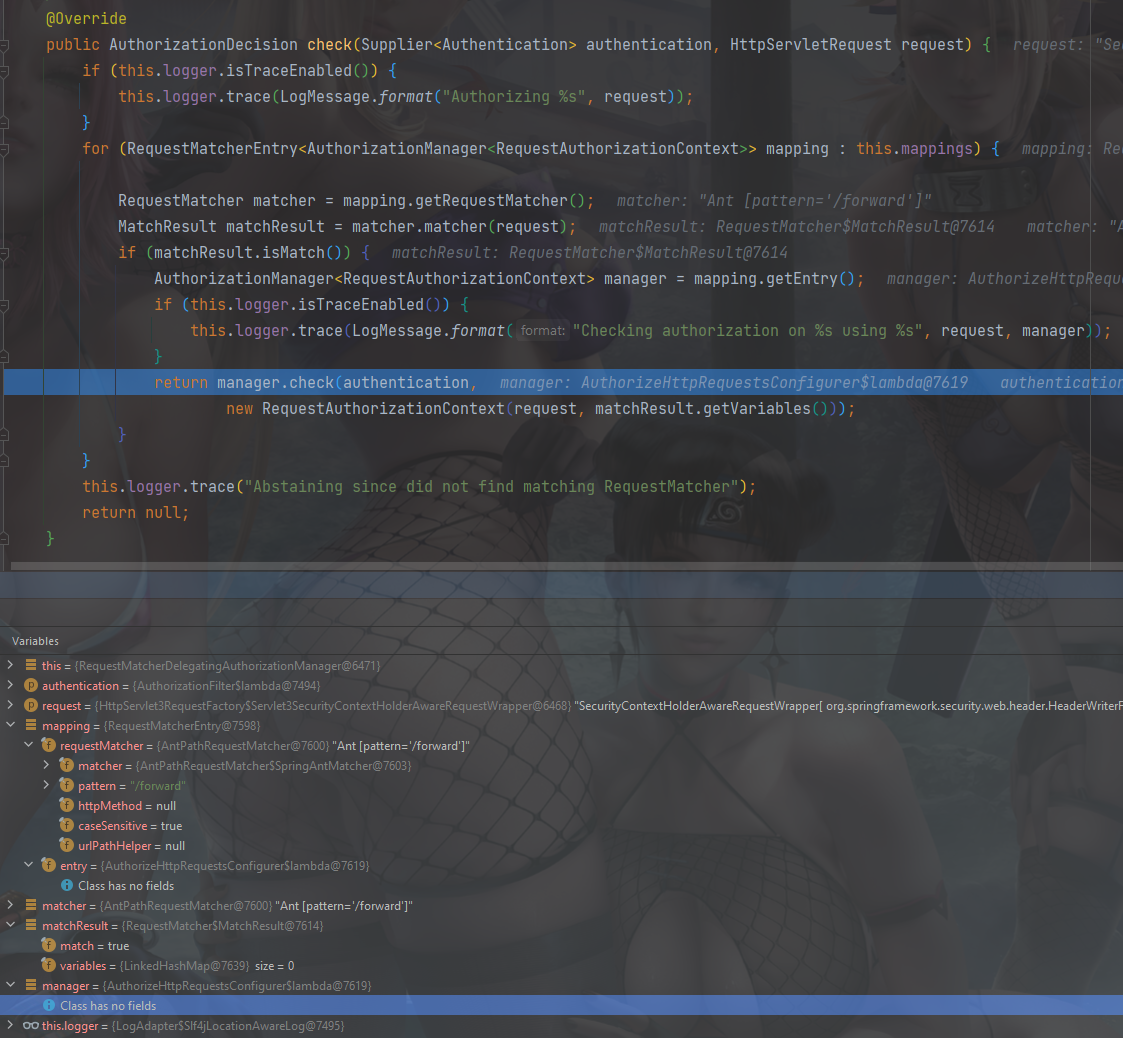 @Override
public AuthorizationDecision check(Supplier<Authentication> authentication, HttpServletRequest request) { request: "Se
if (this.logger.isTraceEnabled()) {
this.logger.trace(LogMessage.format("Authorizing %s", request));
}
for (RequestMatcherEntry<AuthorizationManager<RequestAuthorizationContext>> mapping : this.mappings) { mapping: Re
RequestMatcher matcher = mapping.getRequestMatcher(); matcher: "Ant [pattern='/forward']"
MatchResult matchResult = matcher.matcher(request); matchResult: RequestMatcher$MatchResult@7614 matcher: "A
if (matchResult.isMatch()) { matchResult: RequestMatcher$MatchResult@7614
AuthorizationManager<RequestAuthorizationContext> manager = mapping.getEntry(); manager: AuthorizeHttpReque
if (this.logger.isTraceEnabled()) {
this.logger.trace(LogMessage.format( format: "Checking authorization on %s using %s", request, manager));
}
return manager.check(authentication, manager: AuthorizeHttpRequestsConfigurer$lambda@7619 authentication
new RequestAuthorizationContext(request, matchResult.getVariables()));
}
}
this.logger.trace("Abstaining since did not find matching RequestMatcher");
return null;
}
Variables
this = {RequestMatcherDelegatingAuthorizationManager@6471}
p authentication = {AuthorizationFilter$lambda@7494}
p request = {HttpServlet3RequestFactory$Servlet3SecurityContextHolderAwareRequestWrapper@6468} "SecurityContextHolderAwareRequestWrapper[ org.springframework.security.web.header.HeaderWriterF
mapping = {RequestMatcherEntry@7598}
f requestMatcher = {AntPathRequestMatcher@7600} "Ant [pattern='/forward']"
f matcher = {AntPathRequestMatcher$SpringAntMatcher@7603}
f pattern = "/forward"
f httpMethod = null
f caseSensitive = true
f urlPathHelper = null
f entry = {AuthorizeHttpRequestsConfigurer$lambda@7619}
Class has no fields
matcher = {AntPathRequestMatcher@7600} "Ant [pattern='/forward']"
matchResult = {RequestMatcher$MatchResult@7614}
f match = true
f variables = {LinkedHashMap@7639} size = 0
manager = {AuthorizeHttpRequestsConfigurer$lambda@7619}
Class has no fields
this.logger = {LogAdapter$Slf4jLocationAwareLog@7495}